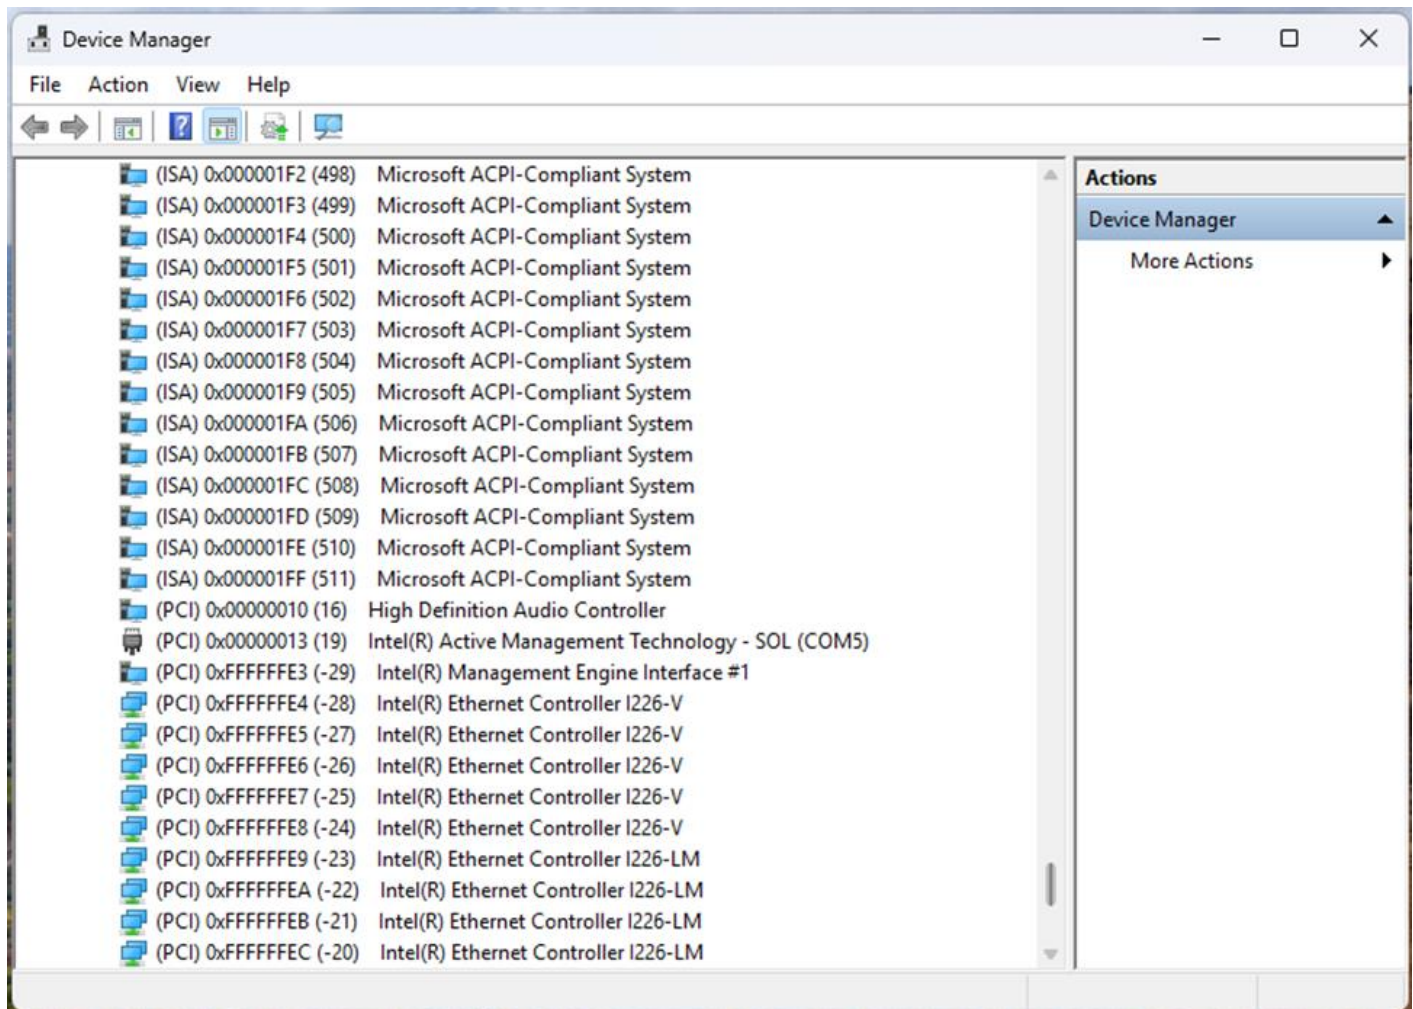 Device Manager
File Action View Help
(ISA) 0x000001F2 (498) Microsoft ACPI-Compliant System
(ISA) 0x000001F3 (499) Microsoft ACPI-Compliant System
(ISA) 0x000001F4 (500) Microsoft ACPI-Compliant System
(ISA) 0x000001F5 (501) Microsoft ACPI-Compliant System
(ISA) 0x000001F6 (502) Microsoft ACPI-Compliant System
(ISA) 0x000001F7 (503) Microsoft ACPI-Compliant System
(ISA) 0x000001F8 (504) Microsoft ACPI-Compliant System
(ISA) 0x000001F9 (505) Microsoft ACPI-Compliant System
(ISA) 0x000001FA (506) Microsoft ACPI-Compliant System
(ISA) 0x000001FB (507) Microsoft ACPI-Compliant System
(ISA) 0x000001FC (508) Microsoft ACPI-Compliant System
(ISA) 0x000001FD (509) Microsoft ACPI-Compliant System
(ISA) 0x000001FE (510) Microsoft ACPI-Compliant System
(ISA) 0x000001FF (511) Microsoft ACPI-Compliant System
(PCI) 0x00000010 (16) High Definition Audio Controller
(PCI) 0x00000013 (19) Intel(R) Active Management Technology - SOL (COM5)
(PCI) 0xFFFFFFE3 (-29) Intel(R) Management Engine Interface #1
(PCI) 0xFFFFFFE4 (-28) Intel(R) Ethernet Controller I226-V
(PCI) 0xFFFFFFE5 (-27) Intel(R) Ethernet Controller I226-V
(PCI) 0xFFFFFFE6 (-26) Intel(R) Ethernet Controller I226-V
(PCI) 0xFFFFFFE7 (-25) Intel(R) Ethernet Controller I226-V
(PCI) 0xFFFFFFE8 (-24) Intel(R) Ethernet Controller I226-V
(PCI) 0xFFFFFFE9 (-23) Intel(R) Ethernet Controller I226-LM
(PCI) 0xFFFFFFEA (-22) Intel(R) Ethernet Controller I226-LM
(PCI) 0xFFFFFFEB (-21) Intel(R) Ethernet Controller I226-LM
(PCI) 0xFFFFFFEC (-20) Intel(R) Ethernet Controller I226-LM
Actions
Device Manager
More Actions